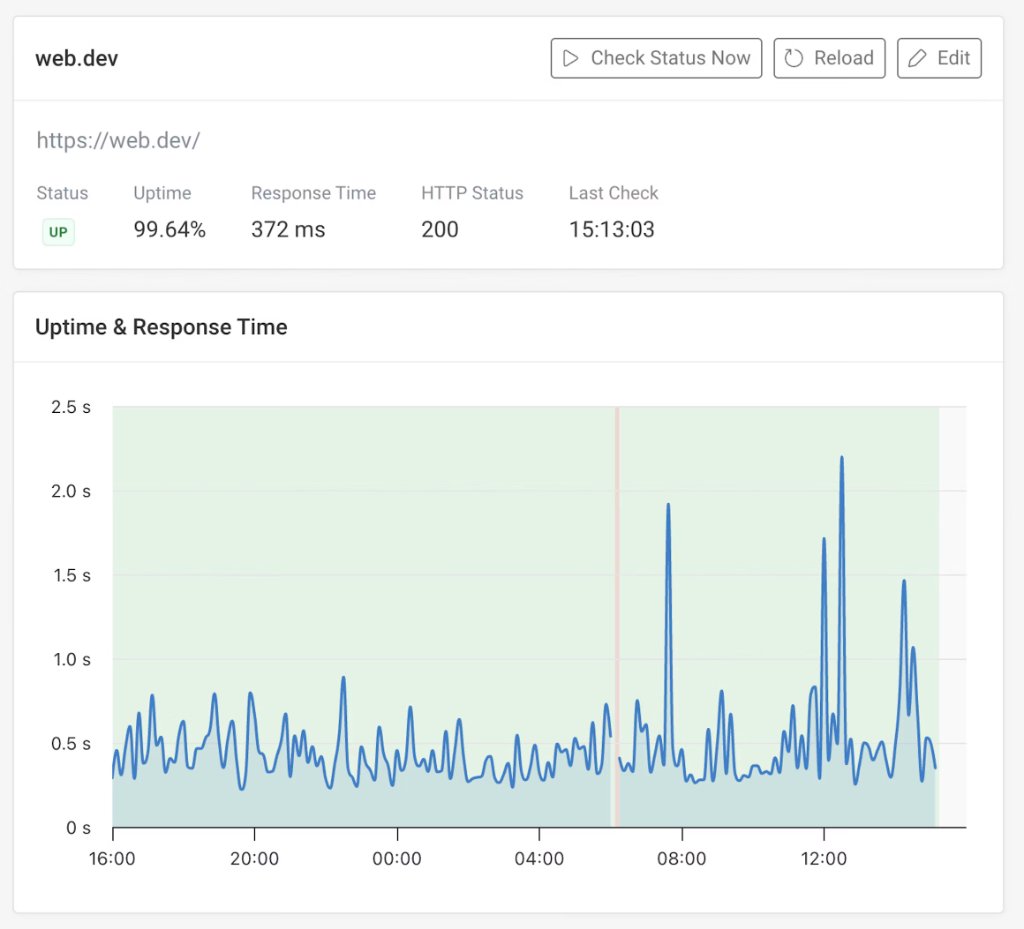 web.dev
Check Status Now
Reload
Edit
https://web.dev/
Status Uptime Response Time HTTP Status Last Check
UP 99.64% 372 ms 200 15:13:03
Uptime & Response Time
2.5 s
2.0 s
1.5 s
1.0 s
0.5 s
0 s
16:00 20:00 00:00 04:00 08:00 12:00